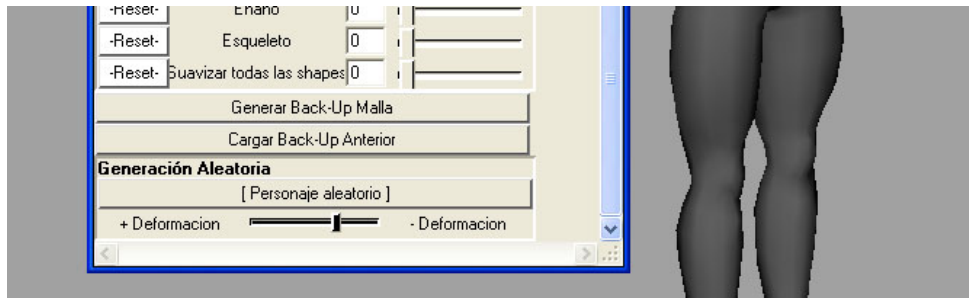 -Reset- Enano 0
-Reset- Esqueleto 0
-Reset- Suavizar todas las shapes 0
Generar Back-Up Malla
Cargar Back-Up Anterior
Generación Aleatoria
[ Personaje aleatorio ]
+ Deformacion - Deformacion